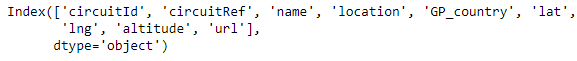 Index(['circuitId', 'circuitRef', 'name', 'location', 'GP_country', 'lat',
       'lng', 'altitude', 'url'],
      dtype='object')